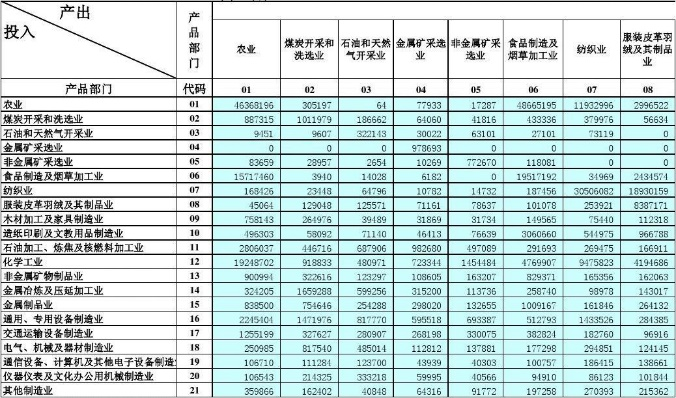 产出
投入
产品部门
农业 煤炭开采和洗选业 石油和天然气开采业 金属矿采选业 非金属矿采选业 食品制造及烟草加工业 纺织业 服装皮革羽绒及其制品业
产品部门 代码 01 02 03 04 05 06 07 08
农业 01 46368196 305197 64 77933 17287 48665195 11932996 2996522
煤炭开采和洗选业 02 887315 1011979 186662 64060 41816 433336 379976 56634
石油和天然气开采业 03 9451 9607 322143 30022 63101 27101 73119 0
金属矿采选业 04 0 0 0 978693 0 0 0 0
非金属矿采选业 05 83659 28957 2654 10269 772670 118081 0 0
食品制造及烟草加工业 06 15717460 3940 14028 6182 0 19517192 34969 2434574
纺织业 07 168426 23448 64796 10782 14732 187456 30506082 18930159
服装皮革羽绒及其制品业 08 45064 129048 125571 71161 78637 101078 253921 8387171
木材加工及家具制造业 09 758143 264976 39489 31869 31734 149565 75440 112318
造纸印刷及文教用品制造业 10 496303 58092 71140 46413 76639 3060660 544975 966788
石油加工、炼焦及核燃料加工业 11 2806037 446716 687906 982680 497089 291693 269475 166911
化学工业 12 19248702 918833 480971 723344 1454484 4769907 9475823 4194686
非金属矿物制品业 13 900994 322616 123297 108605 163207 829371 165356 162063
金属冶炼及压延加工业 14 324205 1659288 599256 315200 113736 258740 98978 143017
金属制品业 15 838500 754646 254288 298020 132655 1009167 161846 264132
通用、专用设备制造业 16 2245404 1471976 817770 595518 693387 512793 1433526 284385
交通运输设备制造业 17 1255199 327627 280907 268198 330075 382824 182760 96916
电气、机械及器材制造业 18 250985 817540 485014 112812 137881 177298 294851 124145
通信设备、计算机及其他电子设备制造 19 106710 111284 123700 43939 40303 100757 186415 138661
仪器仪表及文化办公用机械制造业 20 106543 214325 333218 59995 40566 94910 86123 101844
其他制造业 21 359866 162402 40848 64316 91772 197258 270393 215362